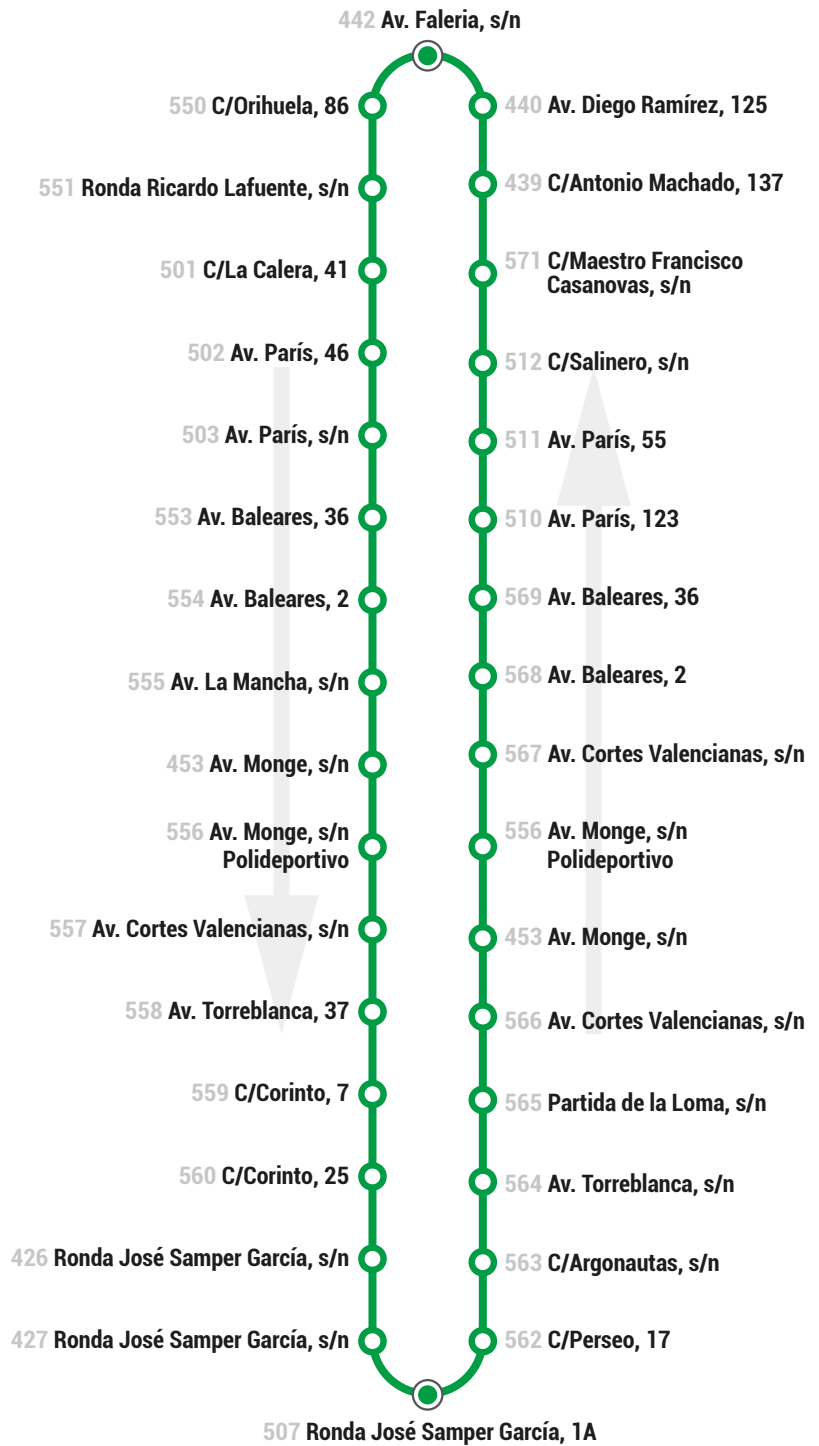 442 Av. Faleria, s/n
550 C/Orihuela, 86
551 Ronda Ricardo Lafuente, s/n
501 C/La Calera, 41
502 Av. París, 46
503 Av. París, s/n
553 Av. Baleares, 36
554 Av. Baleares, 2
555 Av. La Mancha, s/n
453 Av. Monge, s/n
556 Av. Monge, s/n
Polideportivo
557 Av. Cortes Valencianas, s/n
558 Av. Torreblanca, 37
559 C/Corinto, 7
560 C/Corinto, 25
426 Ronda José Samper García, s/n
427 Ronda José Samper García, s/n
440 Av. Diego Ramírez, 125
439 C/Antonio Machado, 137
571 C/Maestro Francisco
Casanovas, s/n
512 C/Salinero, s/n
511 Av. París, 55
510 Av. París, 123
569 Av. Baleares, 36
568 Av. Baleares, 2
567 Av. Cortes Valencianas, s/n
556 Av. Monge, s/n
Polideportivo
453 Av. Monge, s/n
566 Av. Cortes Valencianas, s/n
565 Partida de la Loma, s/n
564 Av. Torreblanca, s/n
563 C/Argonautas, s/n
562 C/Perseo, 17
507 Ronda José Samper García, 1A